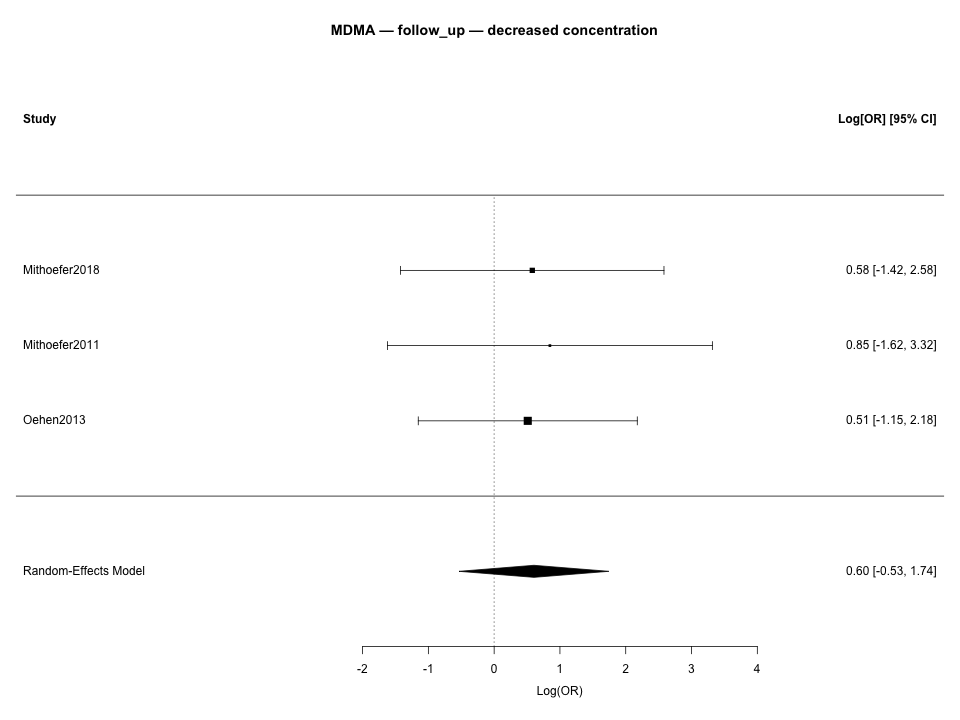 MDMA — follow_up — decreased concentration
Study Log[OR] [95% CI]
Mithoefer2018 0.58 [-1.42, 2.58]
Mithoefer2011 0.85 [-1.62, 3.32]
Oehen2013 0.51 [-1.15, 2.18]
Random-Effects Model 0.60 [-0.53, 1.74]
-2 -1 0 1 2 3 4
Log(OR)